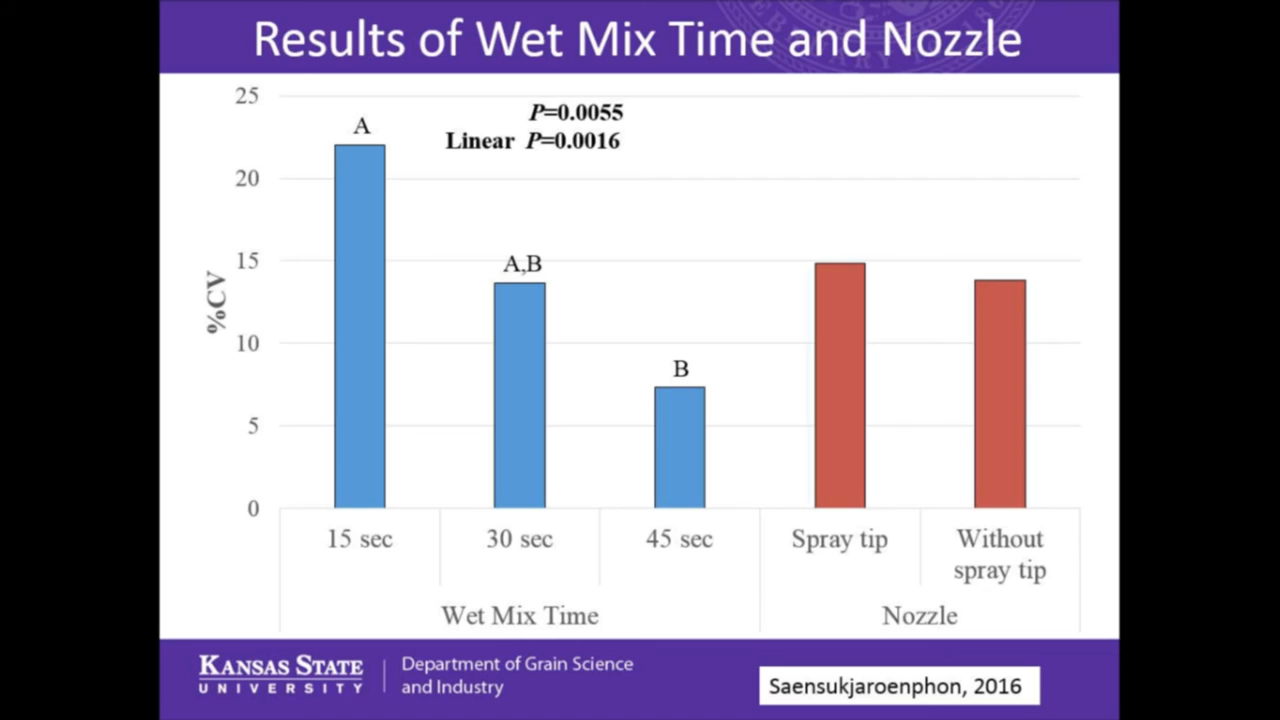 Results of Wet Mix Time and Nozzle
25
20
15
10
5
0
%CV
P=0.0055
Linear P=0.0016
A
A,B
B
15 sec
30 sec
45 sec
Spray tip
Without
spray tip
Wet Mix Time
Nozzle
KANSAS STATE
UNIVERSITY
Department of Grain Science
and Industry
Saensukjaroenphon, 2016